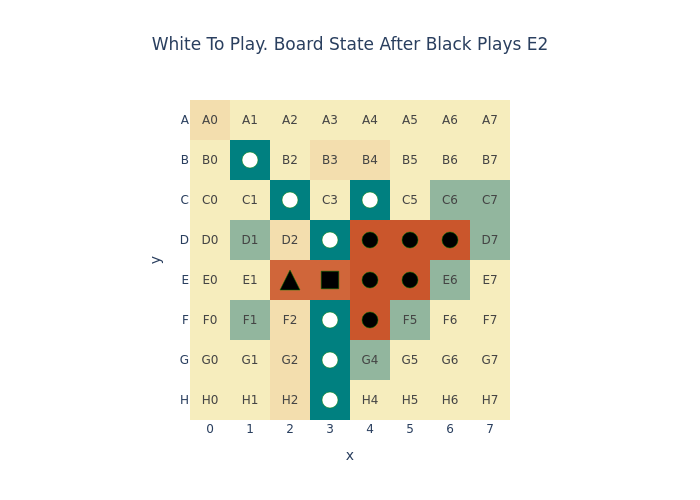 White To Play. Board State After Black Plays E2
A A0 A1 A2 A3 A4 A5 A6 A7
B B0 B2 B3 B4 B5 B6 B7
C C0 C1 C3 C5 C6 C7
D D0 D1 D2 D7
E E0 E1 E6 E7
F F0 F1 F2 F5 F6 F7
G G0 G1 G2 G4 G5 G6 G7
H H0 H1 H2 H4 H5 H6 H7
0 1 2 3 4 5 6 7
x
y